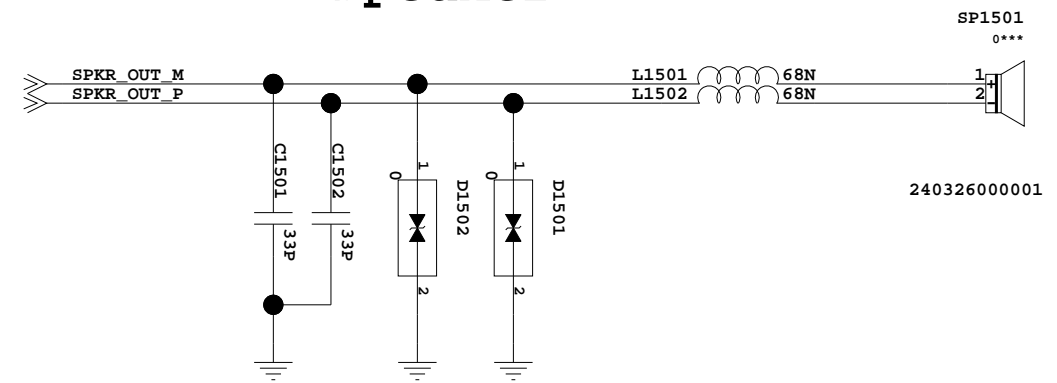 SP1501
0***
SPKR_OUT_M
L1501
68N
1
SPKR_OUT_P
L1502
68N
2
+
C1501
33P
C1502
33P
1
0
D1502
2
1
0
D1501
2
240326000001